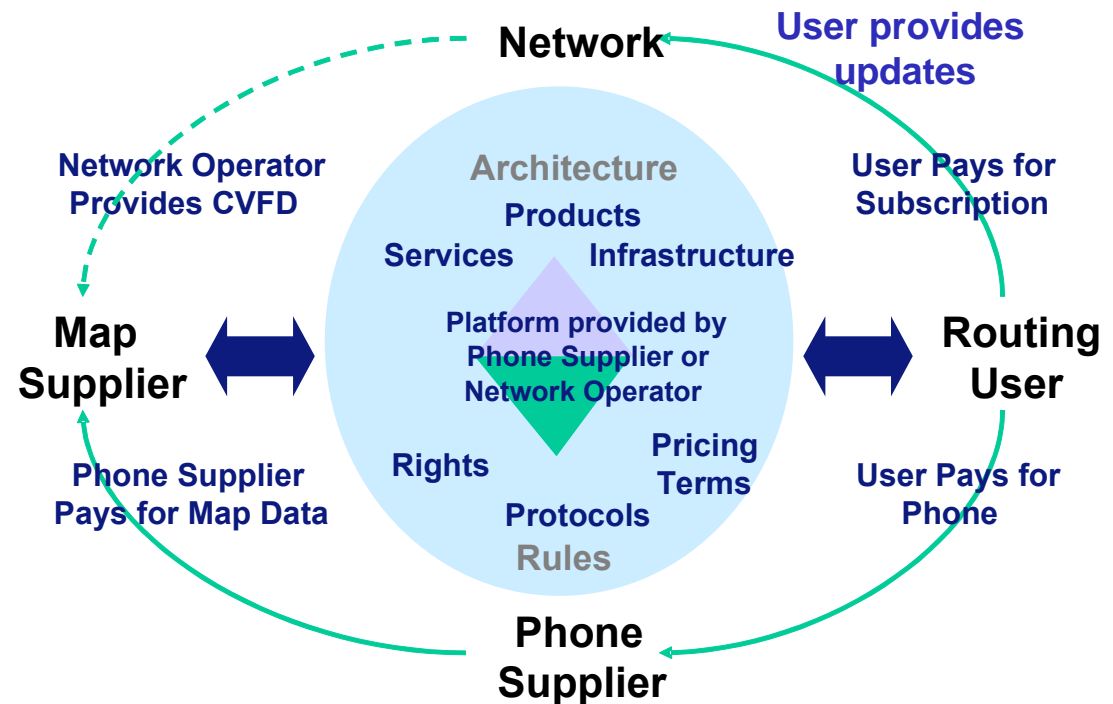 Network
User provides
updates
Network Operator
Provides CVFD
Architecture
Products
Services
Infrastructure
User Pays for
Subscription
Map
Supplier
Platform provided by
Phone Supplier or
Network Operator
Routing
User
Phone Supplier
Pays for Map Data
Rights
Pricing
Terms
Protocols
Rules
User Pays for
Phone
Phone
Supplier